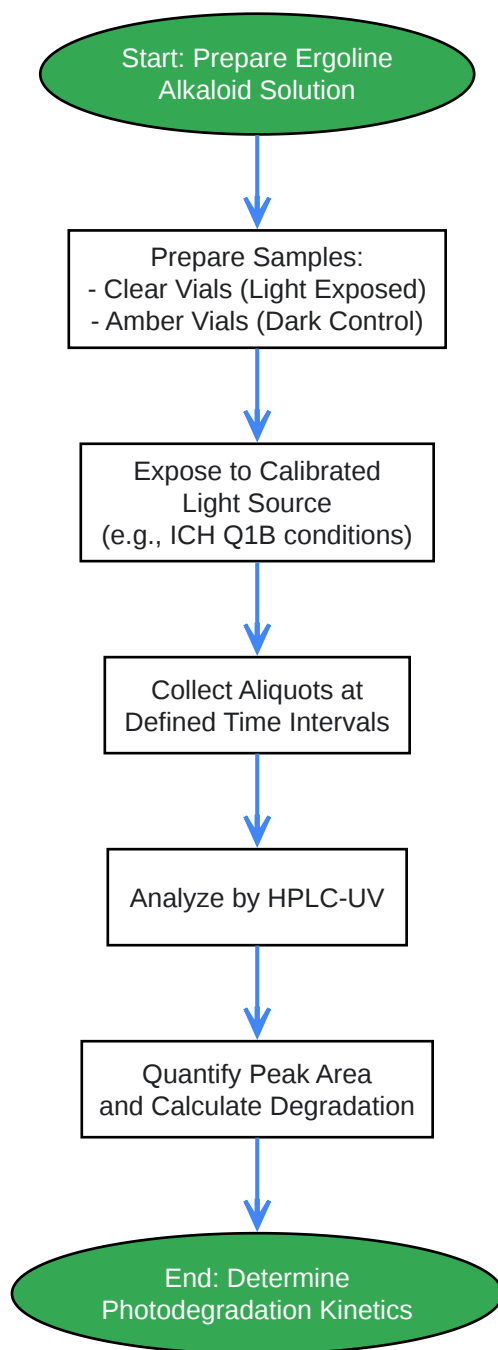 Start: Prepare Ergoline
Alkaloid Solution
Prepare Samples:
- Clear Vials (Light Exposed)
- Amber Vials (Dark Control)
Expose to Calibrated
Light Source
(e.g., ICH Q1B conditions)
Collect Aliquots at
Defined Time Intervals
Analyze by HPLC-UV
Quantify Peak Area
and Calculate Degradation
End: Determine
Photodegradation Kinetics